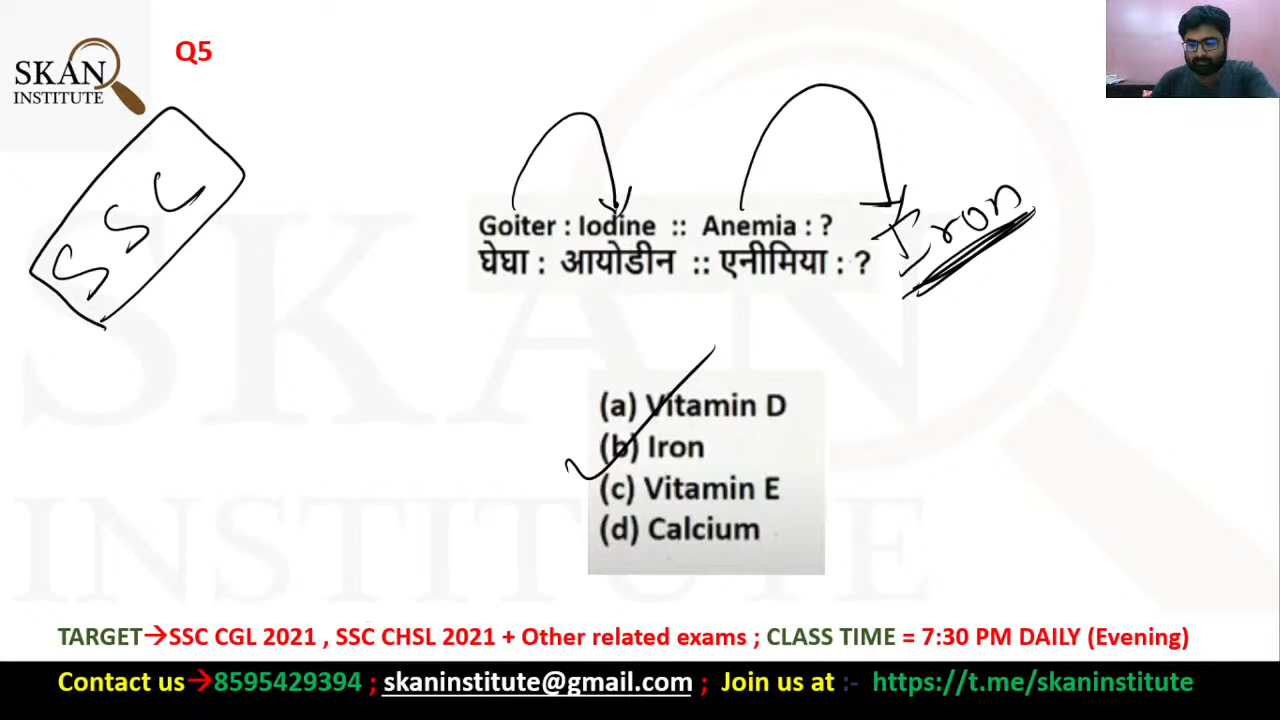 SKAN
INSTITUTE
Q5
SSC
Goiter : Iodine :: Anemia : ?
घेघा : आयोडीन :: एनीमिया : ?
Iron
(a) Vitamin D
(b) Iron
(c) Vitamin E
(d) Calcium
SKAN
INSTITUTE
TARGET→SSC CGL 2021 , SSC CHSL 2021 + Other related exams ; CLASS TIME = 7:30 PM DAILY (Evening)
Contact us→8595429394 ; skaninstitute@gmail.com ; Join us at :- https://t.me/skaninstitute